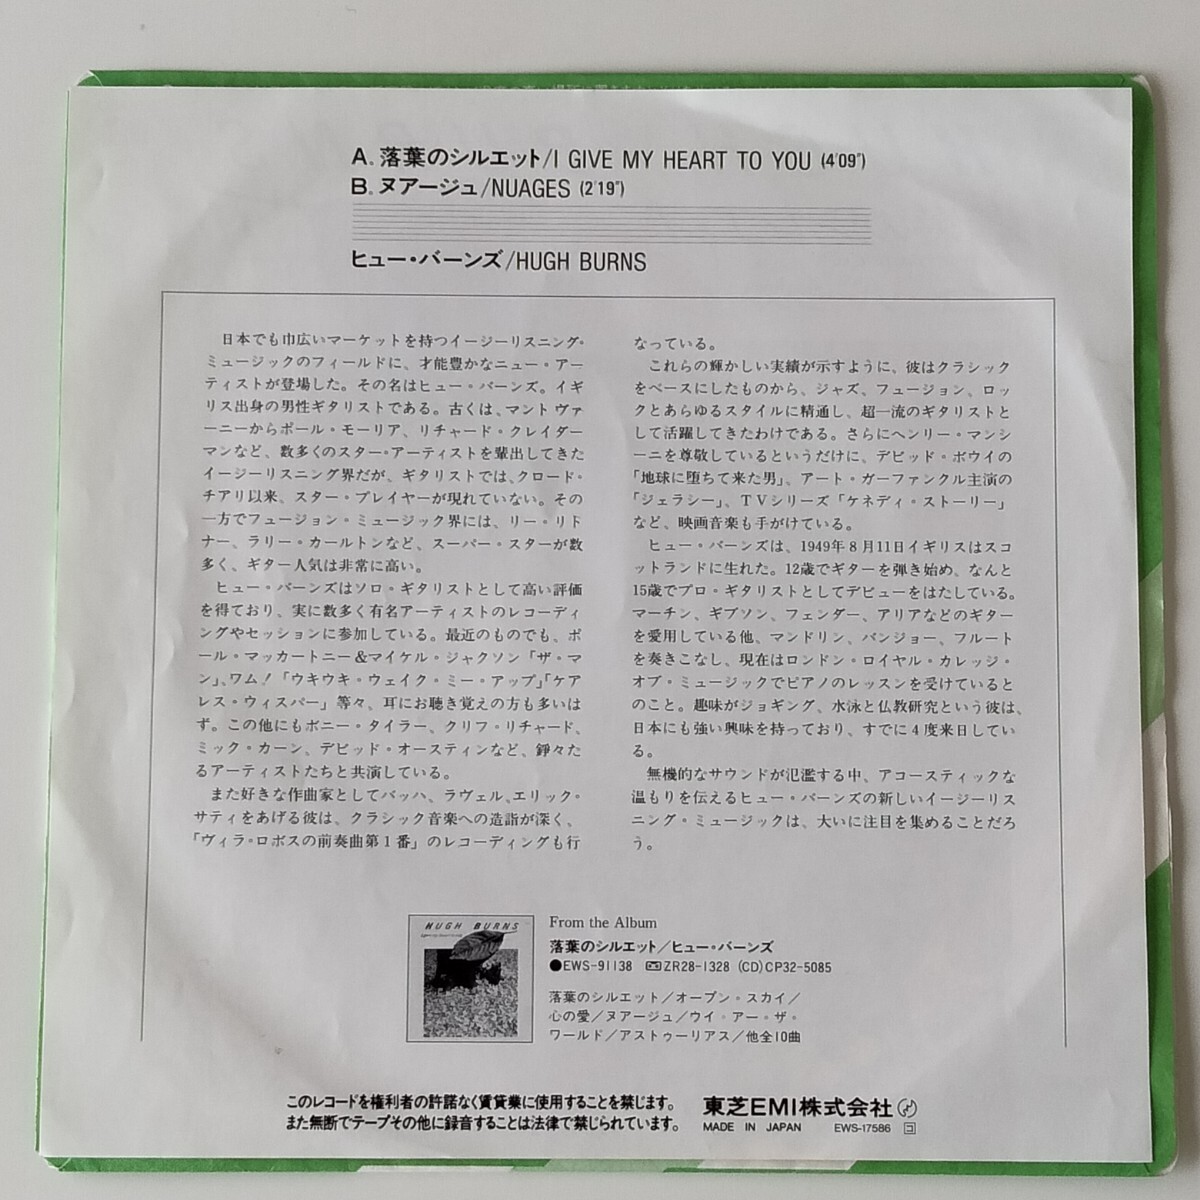 A。落葉のシルエット/I GIVE MY HEART TO YOU (4'09")
B。ヌアージュ/NUAGES (2'19")
ヒュー・バーンズ/HUGH BURNS
日本でも巾広いマーケットを持つイージーリスニング・
ミュージックのフィールドに、才能豊かなニュー・アー
ティストが登場した。その名はヒュー・バーンズ。イギ
リス出身の男性ギタリストである。古くは、マントヴァ
ーニーからポール・モーリア、リチャード・クレイダー
マンなど、数多くのスター・アーティストを輩出してきた
イージーリスニング界だが、ギタリストでは、クロード・
チアリ以来、スター・プレイヤーが現れていない。その
一方でフュージョン・ミュージック界には、リー・リト
ナー、ラリー・カールトンなど、スーパー・スターが数
多く、ギター人気は非常に高い。
ヒュー・バーンズはソロ・ギタリストとして高い評価
を得ており、実に数多く有名アーティストのレコーディ
ングやセッションに参加している。最近のものでも、ポ
ール・マッカートニー&マイケル・ジャクソン「ザ・マ
ン」、ワム!「ウキウキ・ウェイク・ミー・アップ」「ケア
レス・ウィスパー」等々、耳にお聴き覚えの方も多いは
ず。この他にもボニー・タイラー、クリフ・リチャード、
ミック・カーン、デビッド・オースティンなど、錚々た
るアーティストたちと共演している。
また好きな作曲家としてバッハ、ラヴェル、エリック・
サティをあげる彼は、クラシック音楽への造詣が深く、
「ヴィラ・ロボスの前奏曲第1番」のレコーディングも行
なっている。
これらの輝かしい実績が示すように、彼はクラシック
をベースにしたものから、ジャズ、フュージョン、ロッ
クとあらゆるスタイルに精通し、超一流のギタリストと
して活躍してきたわけである。さらにヘンリー・マンシ
ーニを尊敬しているというだけに、デビッド・ボウイの
「地球に堕ちて来た男」、アート・ガーファンクル主演の
「ジェラシー」、TVシリーズ「ケネディ・ストーリー」
など、映画音楽も手がけている。
ヒュー・バーンズは、1949年8月11日イギリスはスコ
ットランドに生れた。12歳でギターを弾き始め、なんと
15歳でプロ・ギタリストとしてデビューをはたしている。
マーチン、ギブソン、フェンダー、アリアなどのギター
を愛用している他、マンドリン、バンジョー、フルート
を奏きこなし、現在はロンドン・ロイヤル・カレッジ・
オブ・ミュージックでピアノのレッスンを受けていると
のこと。趣味がジョギング、水泳と仏教研究という彼は、
日本にも強い興味を持っており、すでに4度来日してい
る。
無機的なサウンドが氾濫する中、アコースティックな
温もりを伝えるヒュー・バーンズの新しいイージーリス
ニング・ミュージックは、大いに注目を集めることだろ
う。
HUGH BURNS
From the Album
落葉のシルエット/ヒュー・バーンズ
●EWS-91138 ZR28-1328 (CD)CP32-5085
落葉のシルエット/オープン・スカイ/
心の愛/ヌアージュ/ウイ・アー・ザ・
ワールド/アストゥーリアス/他全10曲
このレコードを権利者の許諾なく賃貸業に使用することを禁じます。
また無断でテープその他に録音することは法律で禁じられています。
東芝EMI株式会社
MADE IN JAPAN EWS-17586 コ